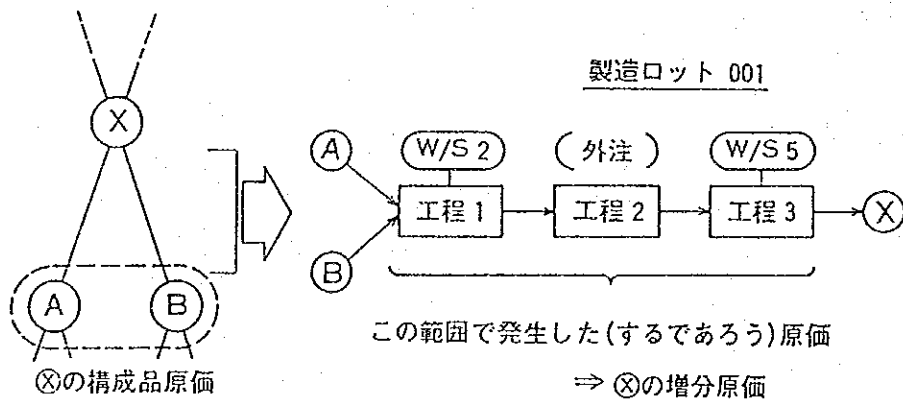 製造ロット 001
X
A
W/S 2
(外注)
W/S 5
工程1
工程2
工程3
X
B
A
B
この範囲で発生した(するであろう)原価
Ⓧの構成品原価
⇒ Ⓧの増分原価